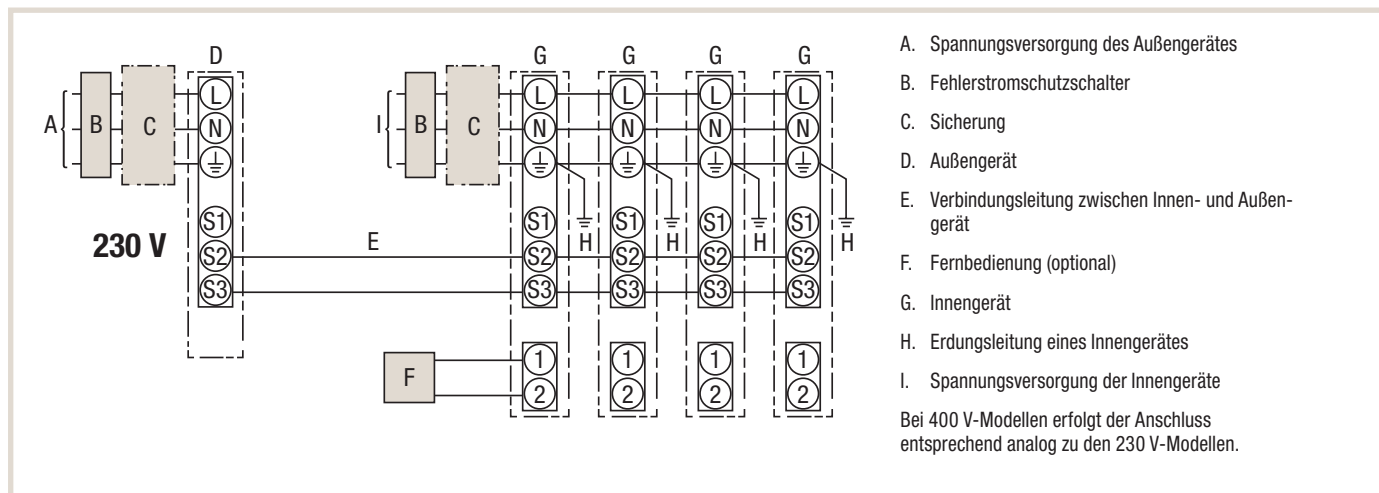 D G G G G
L L L L L
A B C N I B C N N N N
S1 S1 S1 S1 S1
H H H H
230 V E S2 S2 S2 S2 S2
S3 S3 S3 S3 S3
F 1 1 1 1
2 2 2 2
A. Spannungsversorgung des Außengerätes
B. Fehlerstromschutzschalter
C. Sicherung
D. Außengerät
E. Verbindungsleitung zwischen Innen- und Außen-
gerät
F. Fernbedienung (optional)
G. Innengerät
H. Erdungsleitung eines Innengerätes
I. Spannungsversorgung der Innengeräte
Bei 400 V-Modellen erfolgt der Anschluss
entsprechend analog zu den 230 V-Modellen.